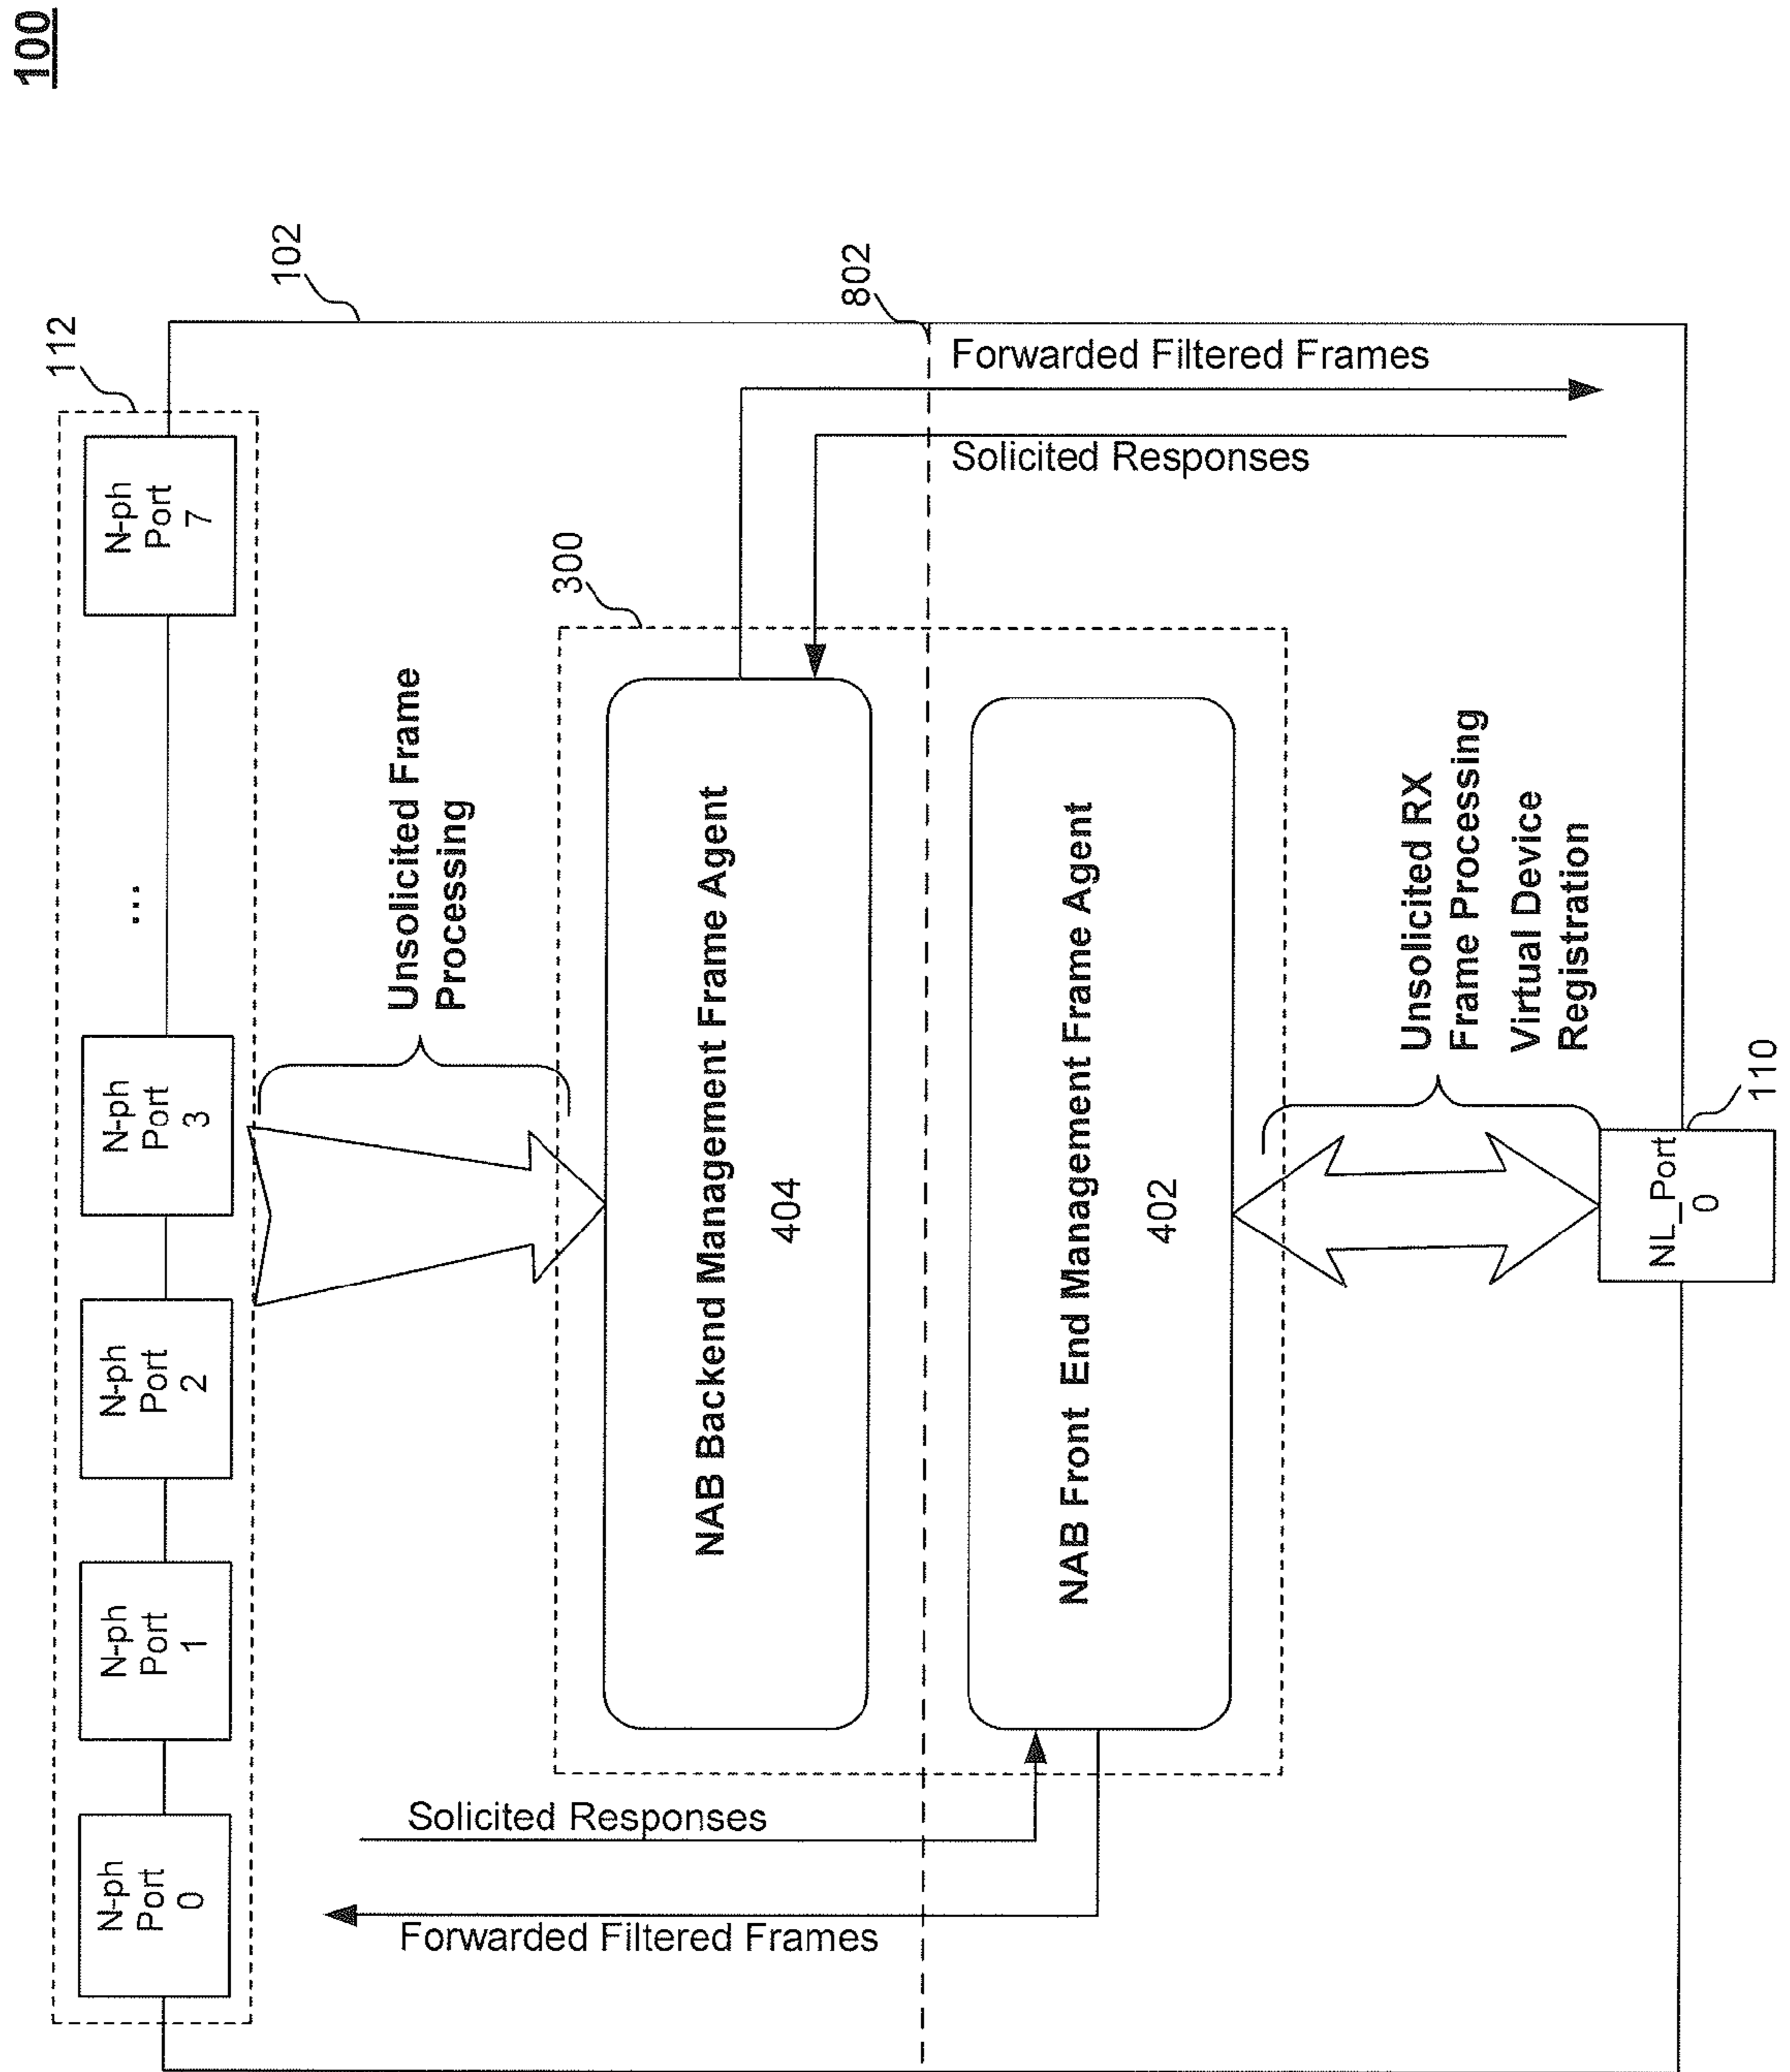 100
112
N-ph
Port
0
N-ph
Port
1
N-ph
Port
2
N-ph
Port
3
...
N-ph
Port
7
102
Unsolicited Frame
Processing
Solicited Responses
Forwarded Filtered Frames
300
NAB Backend Management Frame Agent
404
802
Forwarded Filtered Frames
Solicited Responses
NAB Front End Management Frame Agent
402
Unsolicited RX
Frame Processing
Virtual Device
Registration
NL_Port
0
110